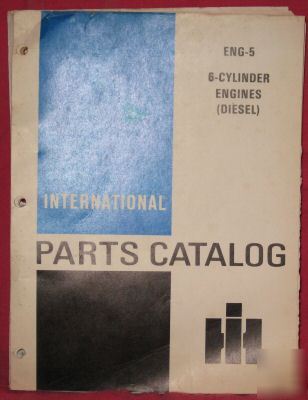 ENG-5
6-CYLINDER
ENGINES
(DIESEL)
INTERNATIONAL
PARTS CATALOG